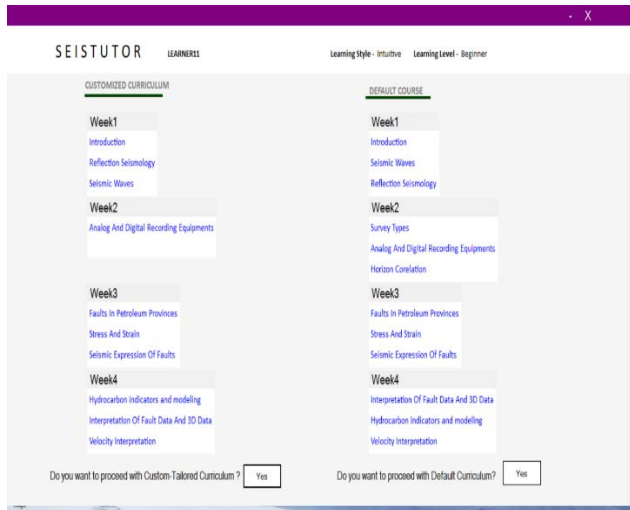 - X
SEISTUTOR LEARNER11 Learning Style - Intuitive Learning Level - Beginner
CUSTOMIZED CURRICULUM
Week1
Introduction
Reflection Seismology
Seismic Waves
Week2
Analog And Digital Recording Equipments
Week3
Faults In Petroleum Provinces
Stress And Strain
Seismic Expression Of Faults
Week4
Hydrocarbon indicators and modeling
Interpretation Of Fault Data And 3D Data
Velocity Interpretation
Do you want to proceed with Custom-Tailored Curriculum ? Yes
DEFAULT COURSE
Week1
Introduction
Seismic Waves
Reflection Seismology
Week2
Survey Types
Analog And Digital Recording Equipments
Horizon Corelation
Week3
Faults In Petroleum Provinces
Stress And Strain
Seismic Expression Of Faults
Week4
Interpretation Of Fault Data And 3D Data
Hydrocarbon indicators and modeling
Velocity Interpretation
Do you want to proceed with Default Curriculum? Yes